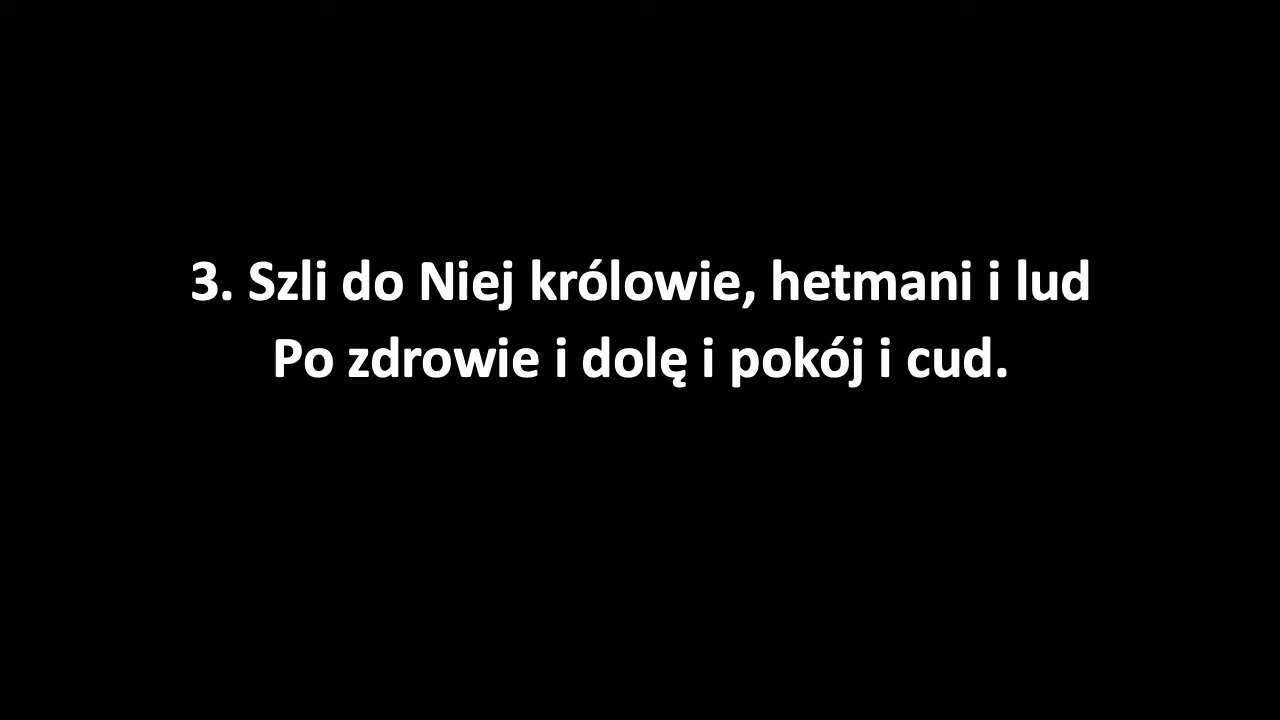 3. Szli do Niej królowie, hetmani i lud
Po zdrowie i dolę i pokój i cud.